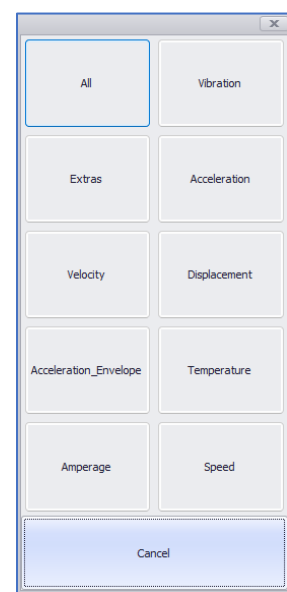 All
Vibration
Extras
Acceleration
Velocity
Displacement
Acceleration_Envelope
Temperature
Amperage
Speed
Cancel